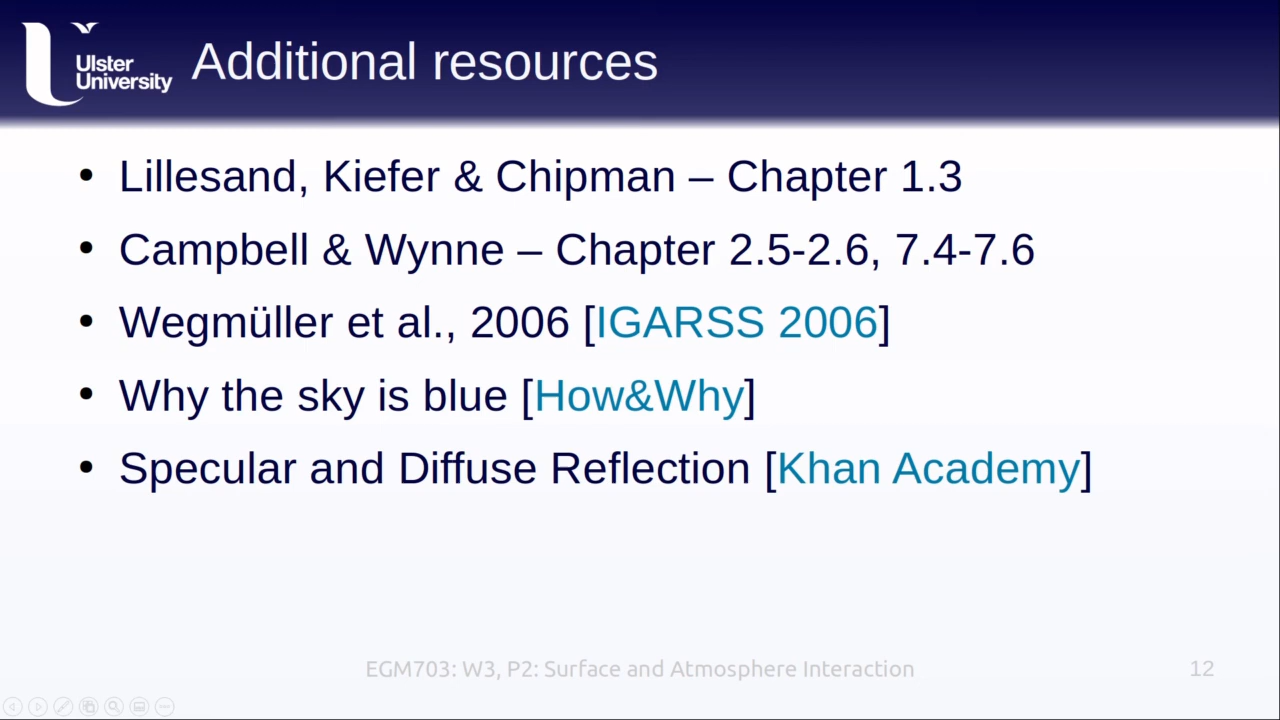 Ulster
University
Additional resources
• Lillesand, Kiefer & Chipman – Chapter 1.3
• Campbell & Wynne – Chapter 2.5-2.6, 7.4-7.6
• Wegmüller et al., 2006 [IGARSS 2006]
• Why the sky is blue [How&Why]
• Specular and Diffuse Reflection [Khan Academy]
EGM703: W3, P2: Surface and Atmosphere Interaction
12